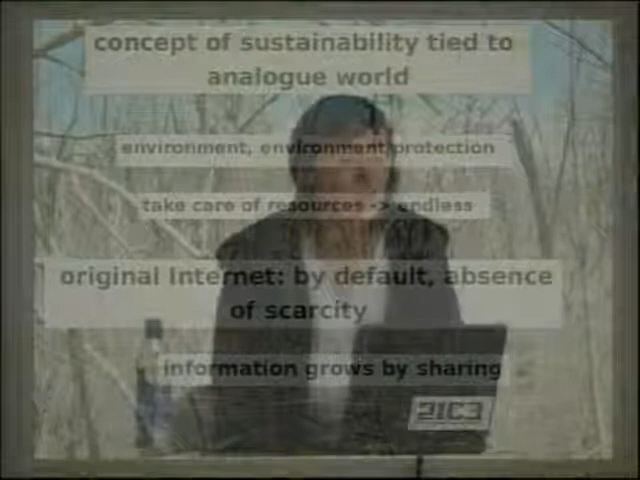 concept of sustainability tied to
analogue world
environment, environment protection
take care of resources -> endless
original Internet: by default, absence
of scarcity
information grows by sharing
21C3